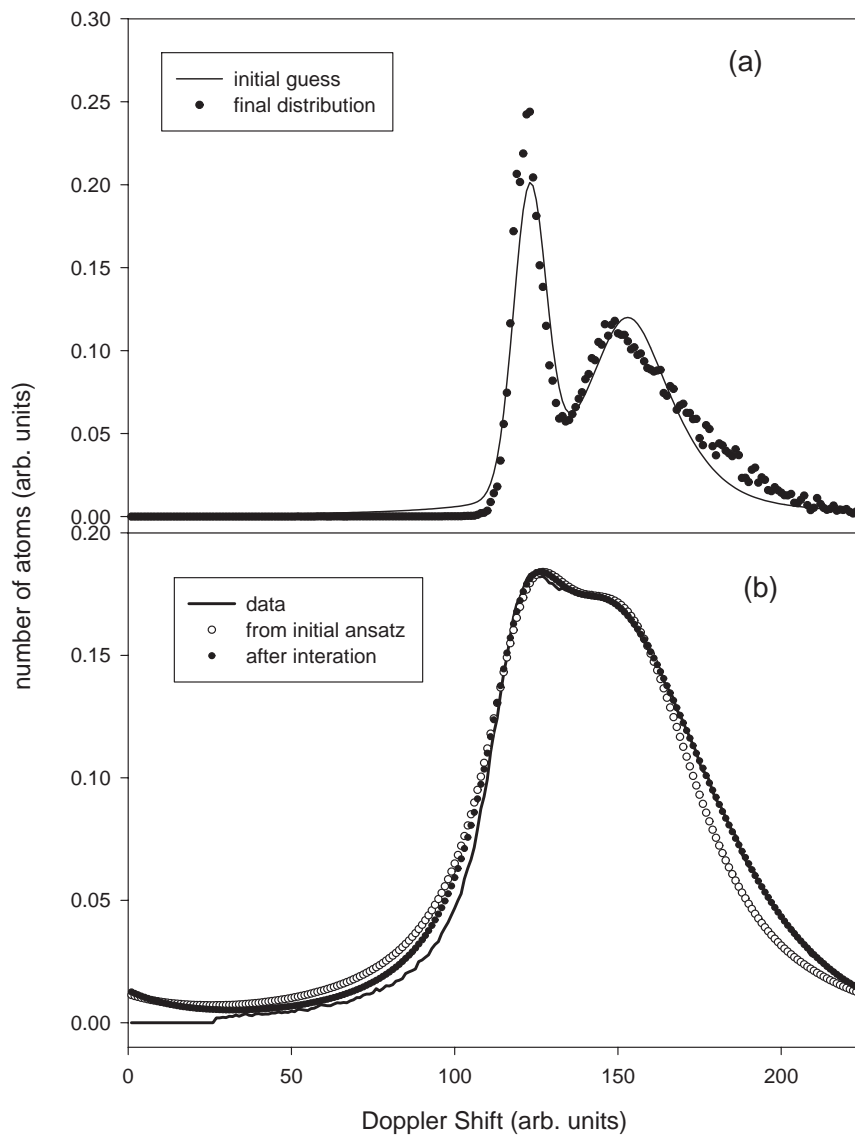 0.30
(a)
initial guess
final distribution
0.25
0.20
0.15
0.10
0.05
0.00
number of atoms (arb. units)
0.20
(b)
data
from initial ansatz
after interation
0.15
0.10
0.05
0.00
0 50 100 150 200
Doppler Shift (arb. units)